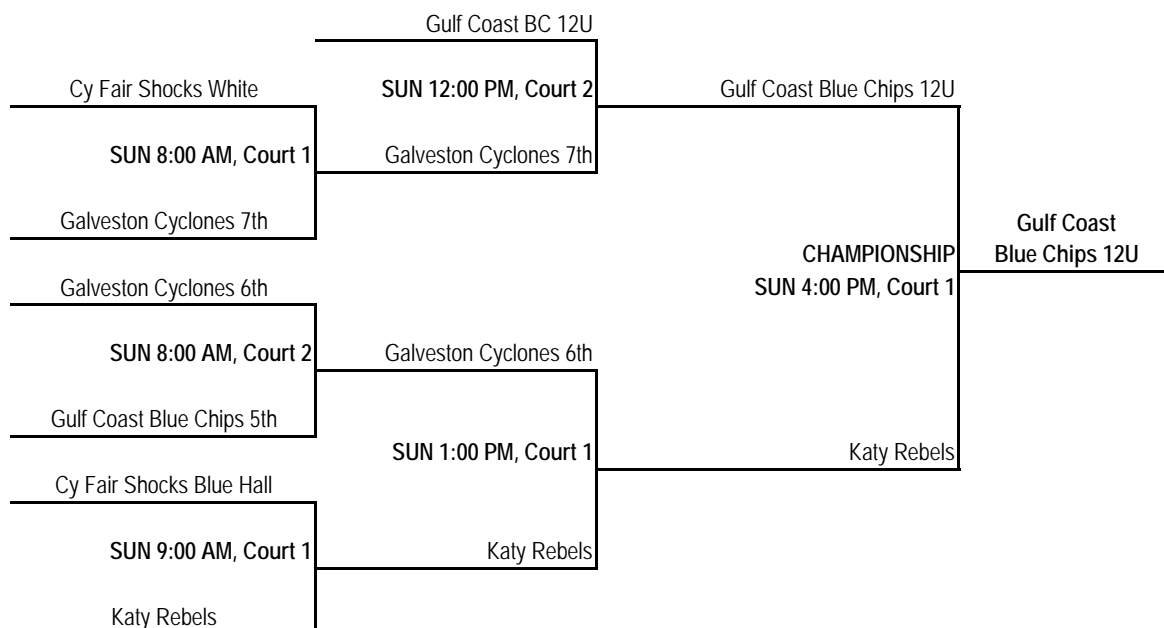 Gulf Coast BC 12U
Cy Fair Shocks White
SUN 12:00 PM, Court 2
Gulf Coast Blue Chips 12U
SUN 8:00 AM, Court 1
Galveston Cyclones 7th
Galveston Cyclones 7th
Gulf Coast
Blue Chips 12U
CHAMPIONSHIP
SUN 4:00 PM, Court 1
Galveston Cyclones 6th
SUN 8:00 AM, Court 2
Galveston Cyclones 6th
Gulf Coast Blue Chips 5th
SUN 1:00 PM, Court 1
Katy Rebels
Cy Fair Shocks Blue Hall
SUN 9:00 AM, Court 1
Katy Rebels
Katy Rebels